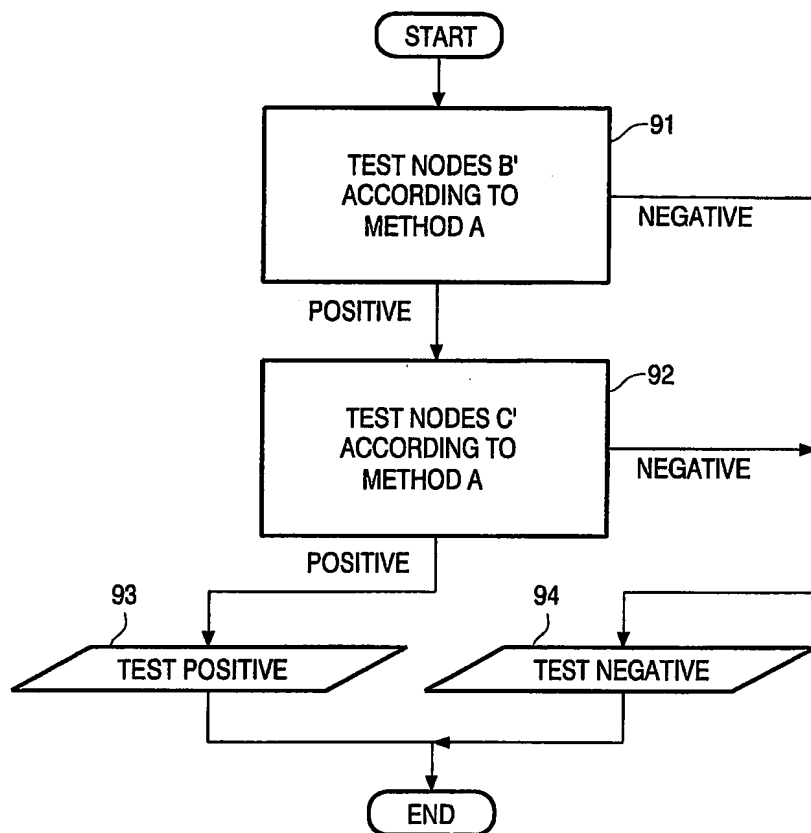 START
91
TEST NODES B'
ACCORDING TO
METHOD A
NEGATIVE
POSITIVE
92
TEST NODES C'
ACCORDING TO
METHOD A
NEGATIVE
POSITIVE
93
94
TEST POSITIVE
TEST NEGATIVE
END